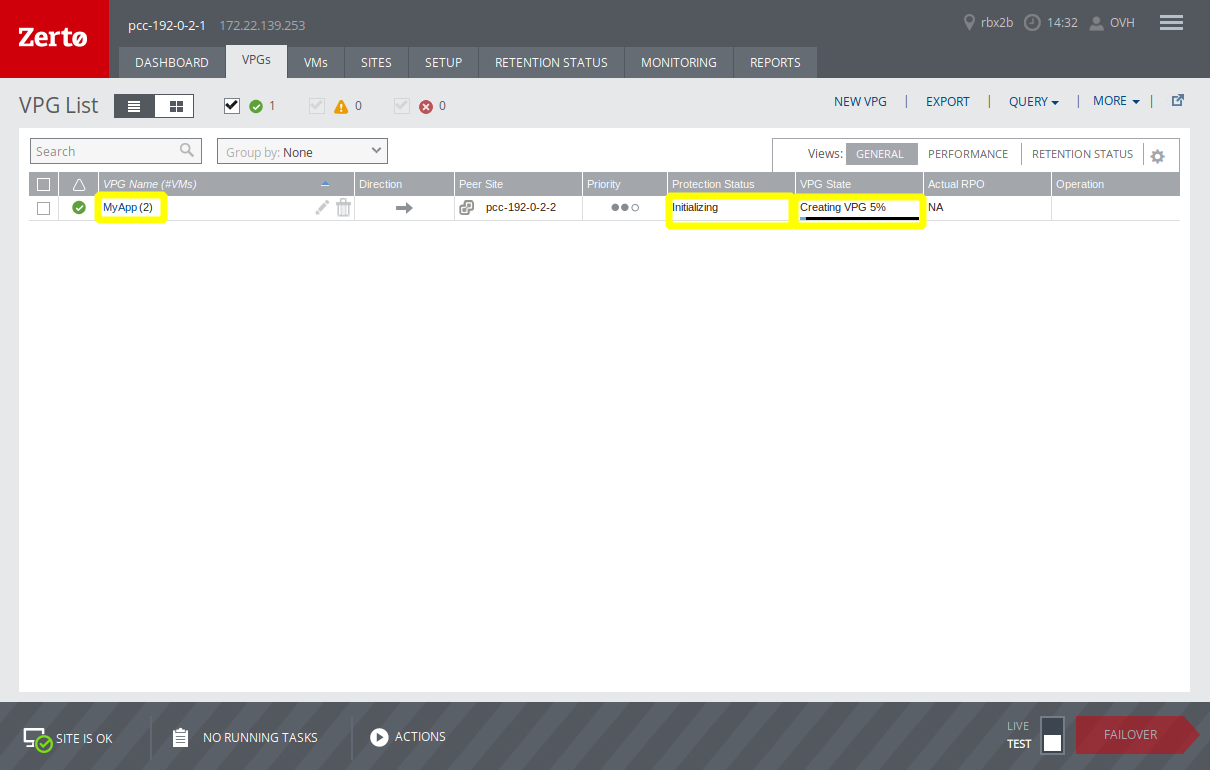 Zerto
pcc-192-0-2-1 172.22.139.253 rbx2b 14:32 OVH
DASHBOARD VPGs VMs SITES SETUP RETENTION STATUS MONITORING REPORTS
VPG List 1 0 0 NEW VPG | EXPORT | QUERY | MORE |
Search Group by: None Views: GENERAL PERFORMANCE RETENTION STATUS
VPG Name (#VMs) Direction Peer Site Priority Protection Status VPG State Actual RPO Operation
MyApp (2) pcc-192-0-2-2 Initializing Creating VPG 5% NA
SITE IS OK NO RUNNING TASKS ACTIONS LIVE
TEST FAILOVER